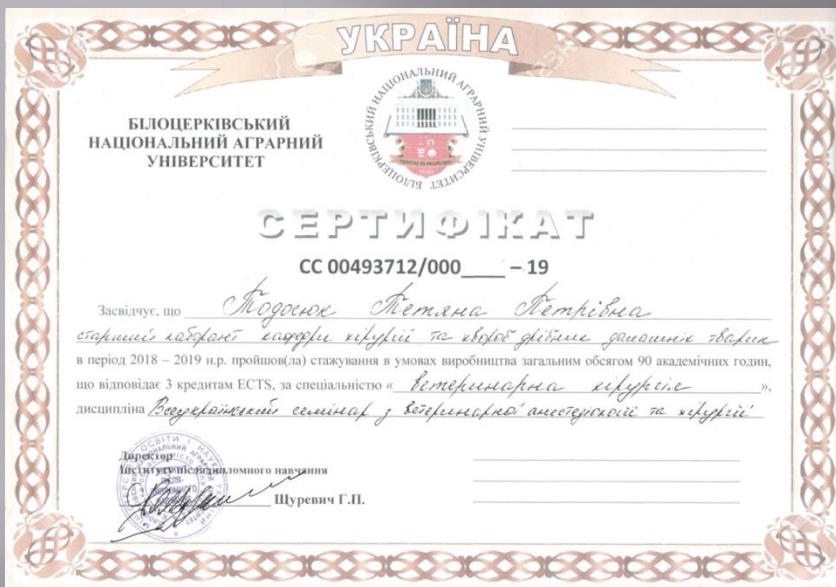 УКРАЇНА
БІЛОЦЕРКІВСЬКИЙ
НАЦІОНАЛЬНИЙ АГРАРНИЙ
УНІВЕРСИТЕТ
БІЛОЦЕРКІВСЬКИЙ НАЦІОНАЛЬНИЙ АГРАРНИЙ УНІВЕРСИТЕТ
СЕРТИФІКАТ
СС 00493712/000____ – 19
Засвідчує, що Тодосюк Тетяна Петрівна
старший лаборант кафедри хірургії та хвороб дрібних домашніх тварин
в період 2018 – 2019 н.р. пройшов(ла) стажування в умовах виробництва загальним обсягом 90 академічних годин,
що відповідає 3 кредитам ECTS, за спеціальністю « ветеринарна хірургія »,
дисципліна Всеукраїнський семінар з ветеринарної анестезіології та хірургії
Директор
Інституту післядипломного навчання
Щуревич Г.П.